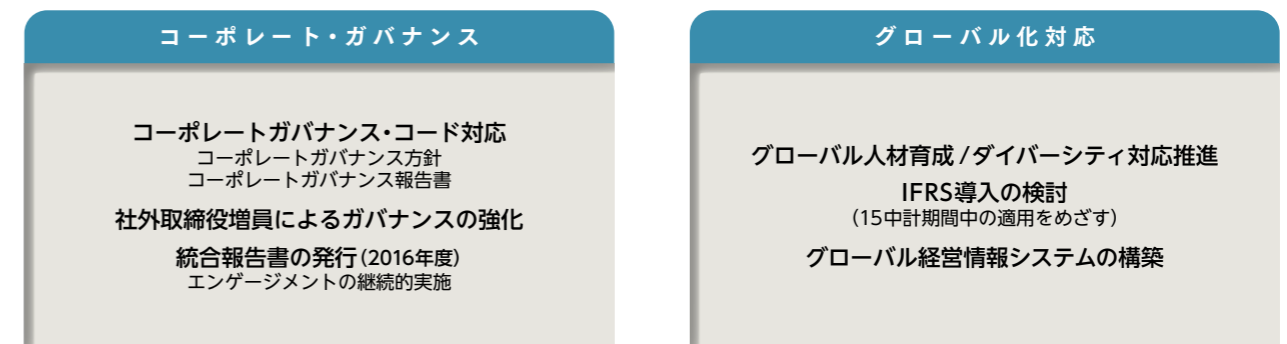 コーポレート・ガバナンス
コーポレートガバナンス・コード対応
コーポレートガバナンス方針
コーポレートガバナンス報告書
社外取締役増員によるガバナンスの強化
統合報告書の発行(2016年度)
エンゲージメントの継続的実施
グローバル化対応
グローバル人材育成/ダイバーシティ対応推進
IFRS導入の検討
(15中計期間中の適用をめざす)
グローバル経営情報システムの構築